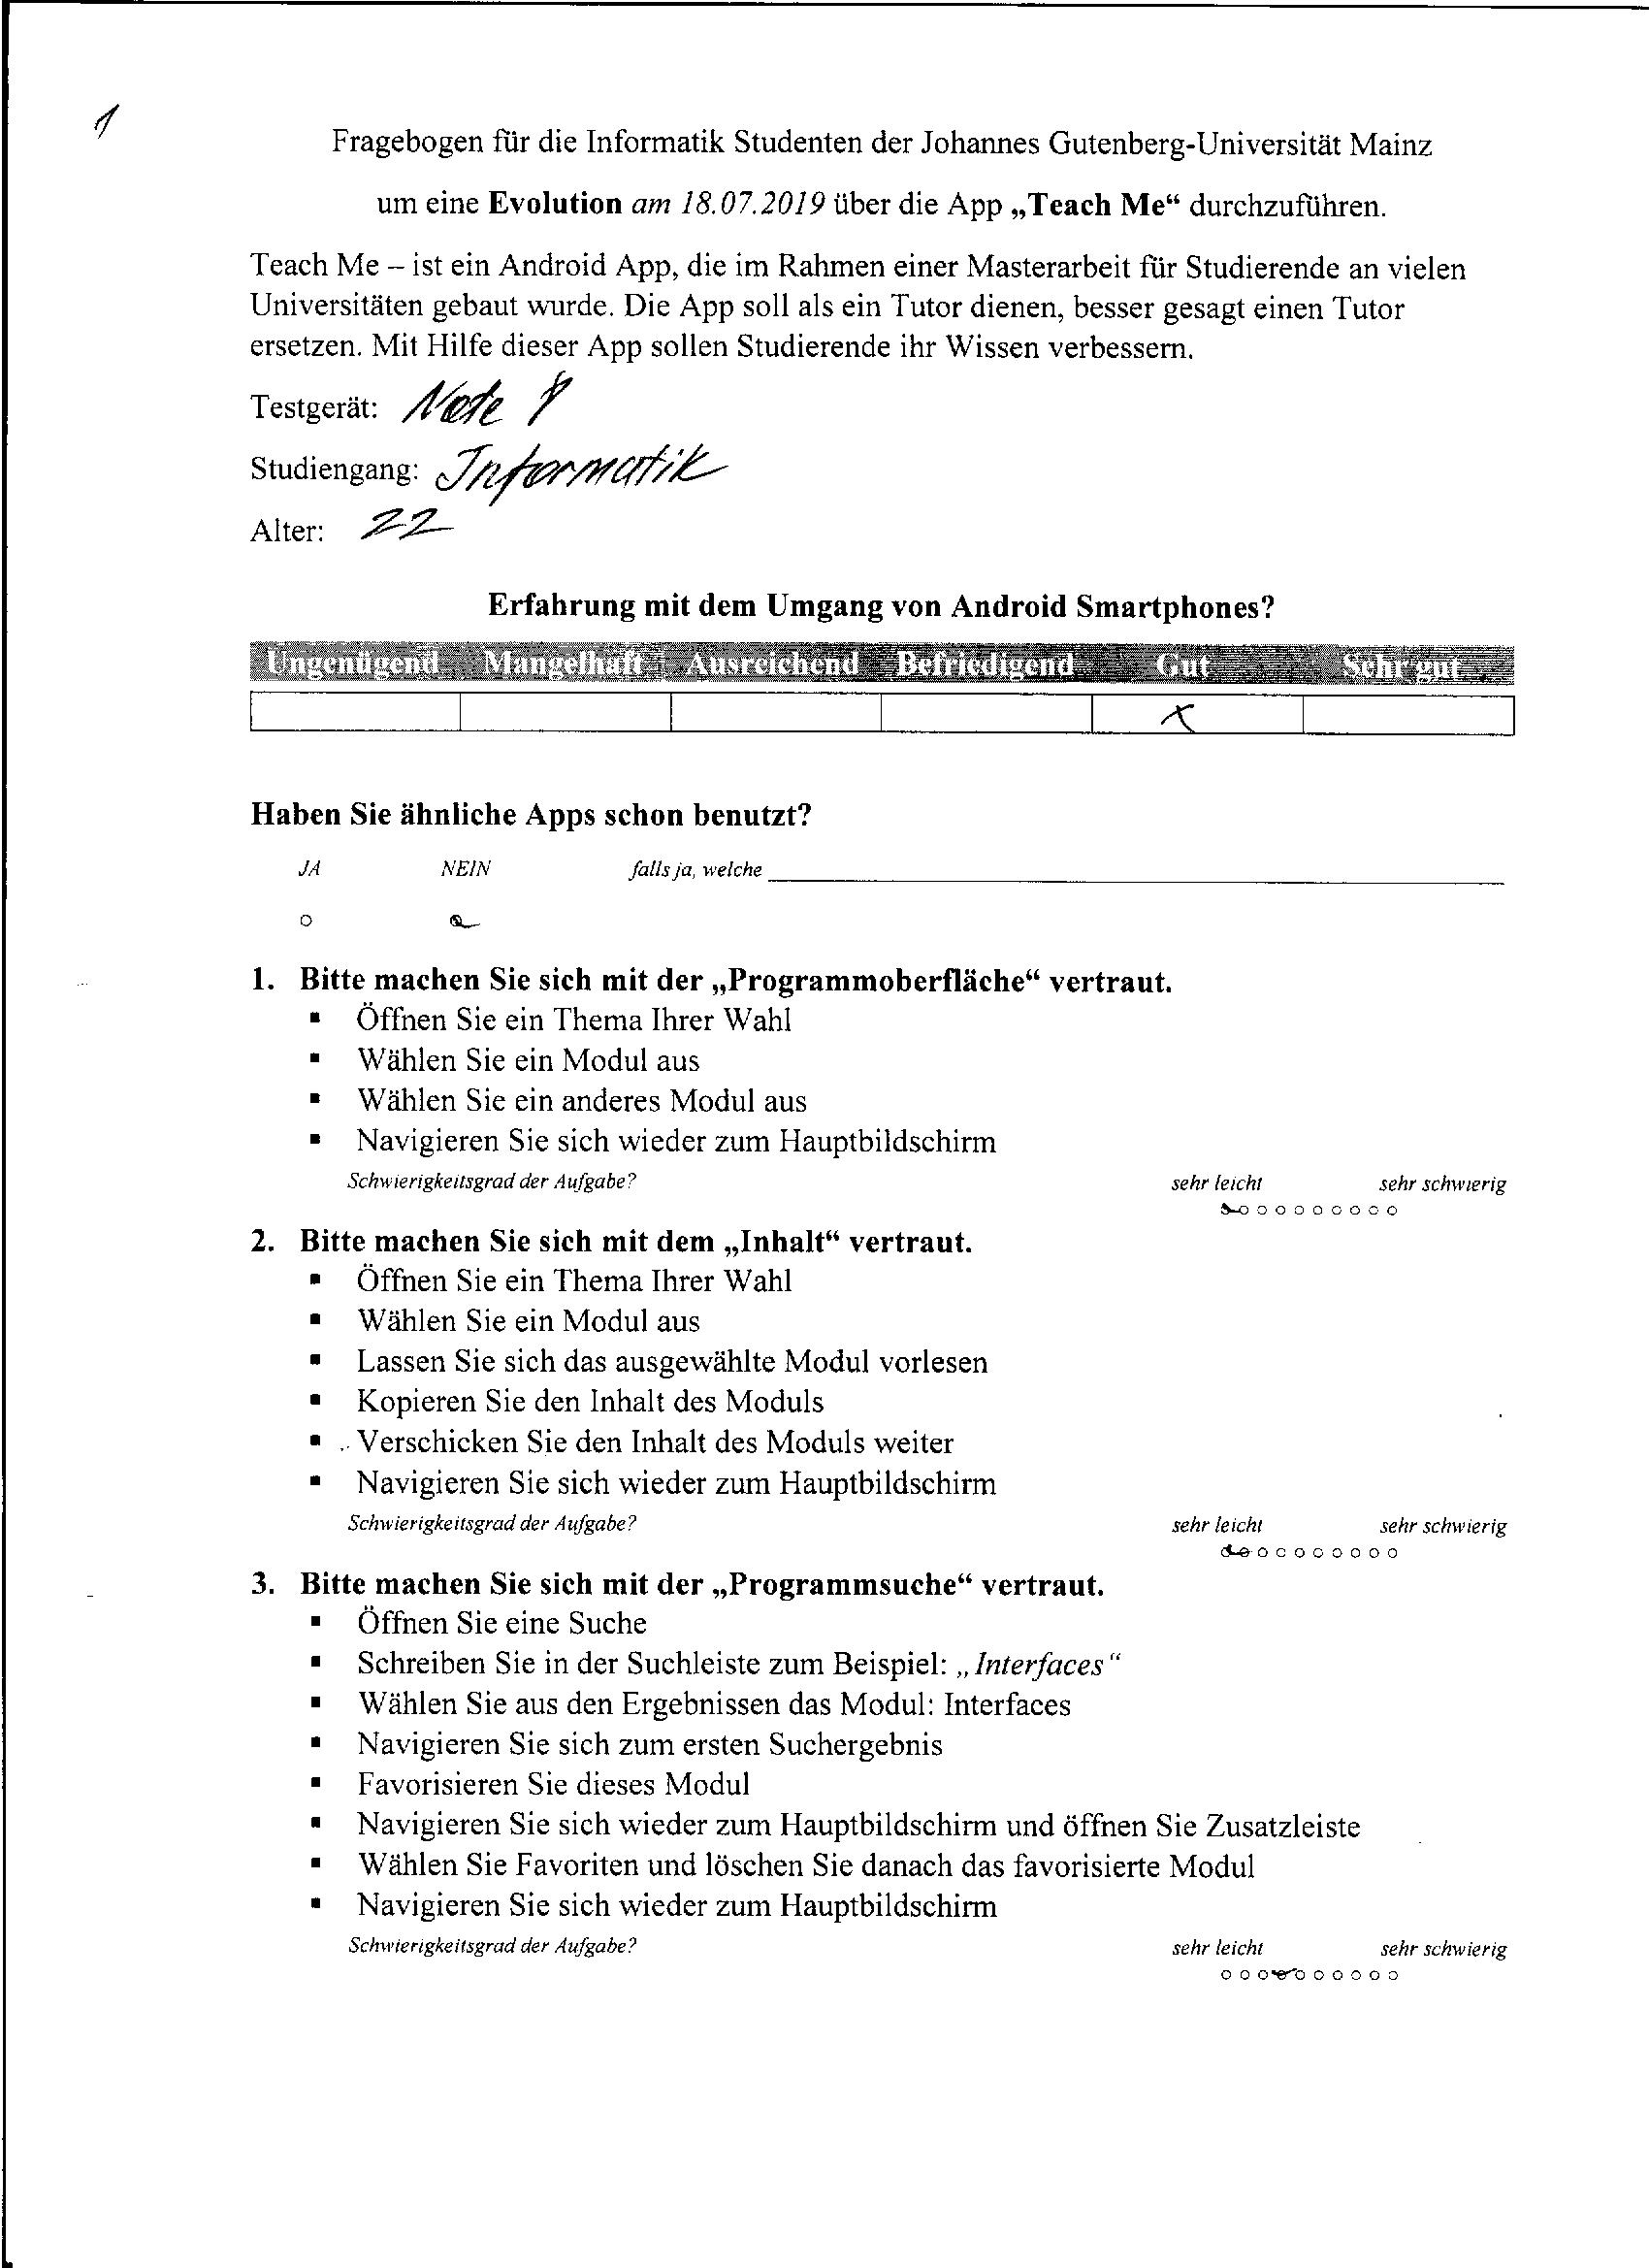 1
Fragebogen für die Informatik Studenten der Johannes Gutenberg-Universität Mainz
um eine Evolution am 18.07.2019 über die App „Teach Me“ durchzuführen.
Teach Me – ist ein Android App, die im Rahmen einer Masterarbeit für Studierende an vielen
Universitäten gebaut wurde. Die App soll als ein Tutor dienen, besser gesagt einen Tutor
ersetzen. Mit Hilfe dieser App sollen Studierende ihr Wissen verbessern.
Testgerät: Note
Studiengang: Informatik
Alter: 22
Erfahrung mit dem Umgang von Android Smartphones?
Ungenügend Mangelhaft Ausreichend Befriedigend Gut Sehr gut
x
Haben Sie ähnliche Apps schon benutzt?
JA NEIN falls ja, welche
1. Bitte machen Sie sich mit der „Programmoberfläche“ vertraut.
▪ Öffnen Sie ein Thema Ihrer Wahl
▪ Wählen Sie ein Modul aus
▪ Wählen Sie ein anderes Modul aus
▪ Navigieren Sie sich wieder zum Hauptbildschirm
Schwierigkeitsgrad der Aufgabe? sehr leicht sehr schwierig
2. Bitte machen Sie sich mit dem „Inhalt“ vertraut.
▪ Öffnen Sie ein Thema Ihrer Wahl
▪ Wählen Sie ein Modul aus
▪ Lassen Sie sich das ausgewählte Modul vorlesen
▪ Kopieren Sie den Inhalt des Moduls
▪ Verschicken Sie den Inhalt des Moduls weiter
▪ Navigieren Sie sich wieder zum Hauptbildschirm
Schwierigkeitsgrad der Aufgabe? sehr leicht sehr schwierig
3. Bitte machen Sie sich mit der „Programmsuche“ vertraut.
▪ Öffnen Sie eine Suche
▪ Schreiben Sie in der Suchleiste zum Beispiel: „Interfaces“
▪ Wählen Sie aus den Ergebnissen das Modul: Interfaces
▪ Navigieren Sie sich zum ersten Suchergebnis
▪ Favorisieren Sie dieses Modul
▪ Navigieren Sie sich wieder zum Hauptbildschirm und öffnen Sie Zusatzleiste
▪ Wählen Sie Favoriten und löschen Sie danach das favorisierte Modul
▪ Navigieren Sie sich wieder zum Hauptbildschirm
Schwierigkeitsgrad der Aufgabe? sehr leicht sehr schwierig